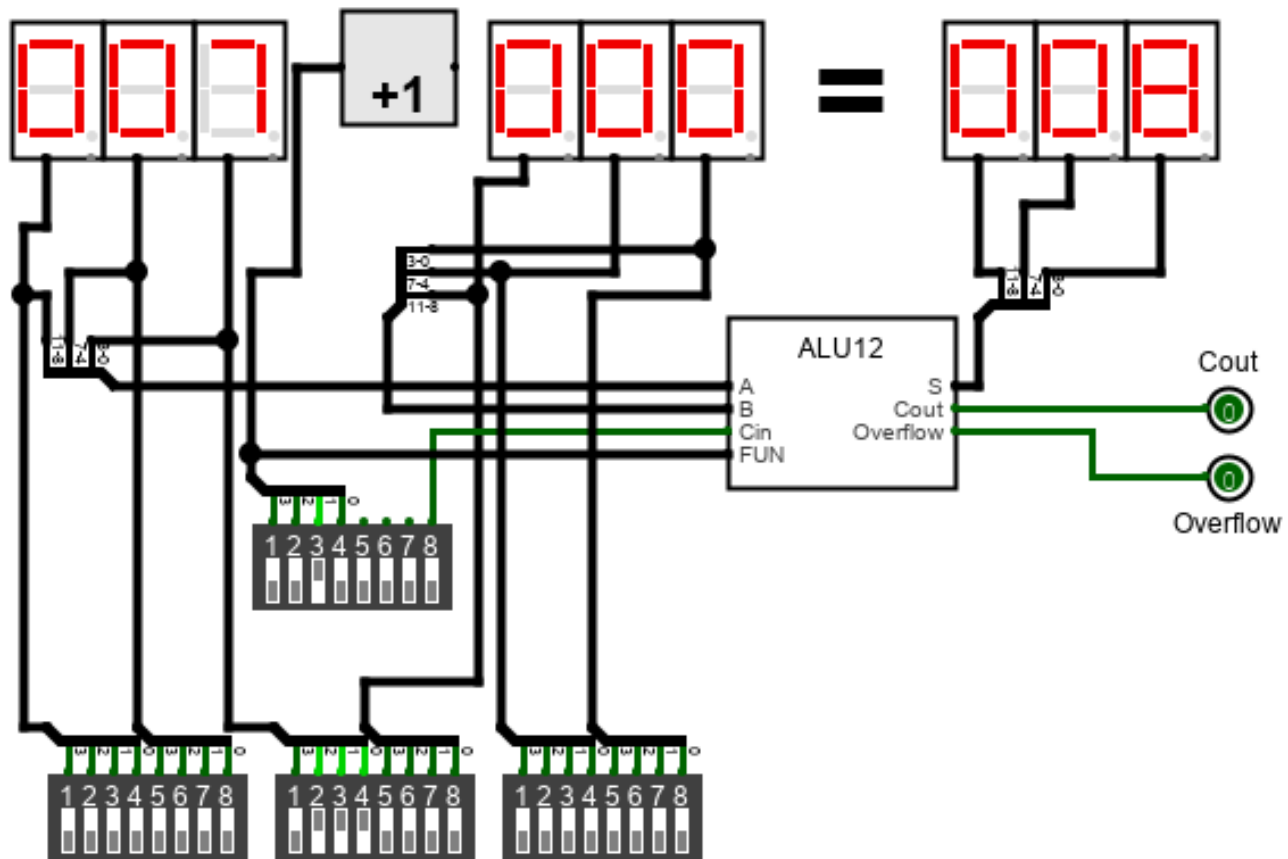 007 +1 000 = 008
3-0
7-4
11-8
11-8 7-4 3-0
11-8 7-4 3-0
ALU12
A S
B Cout
Cin Overflow
FUN
Cout
0
0
Overflow
3 2 1 0
1 2 3 4 5 6 7 8
3 2 1 0 3 2 1 0
3 2 1 0 3 2 1 0
3 2 1 0 3 2 1 0
1 2 3 4 5 6 7 8
1 2 3 4 5 6 7 8
1 2 3 4 5 6 7 8